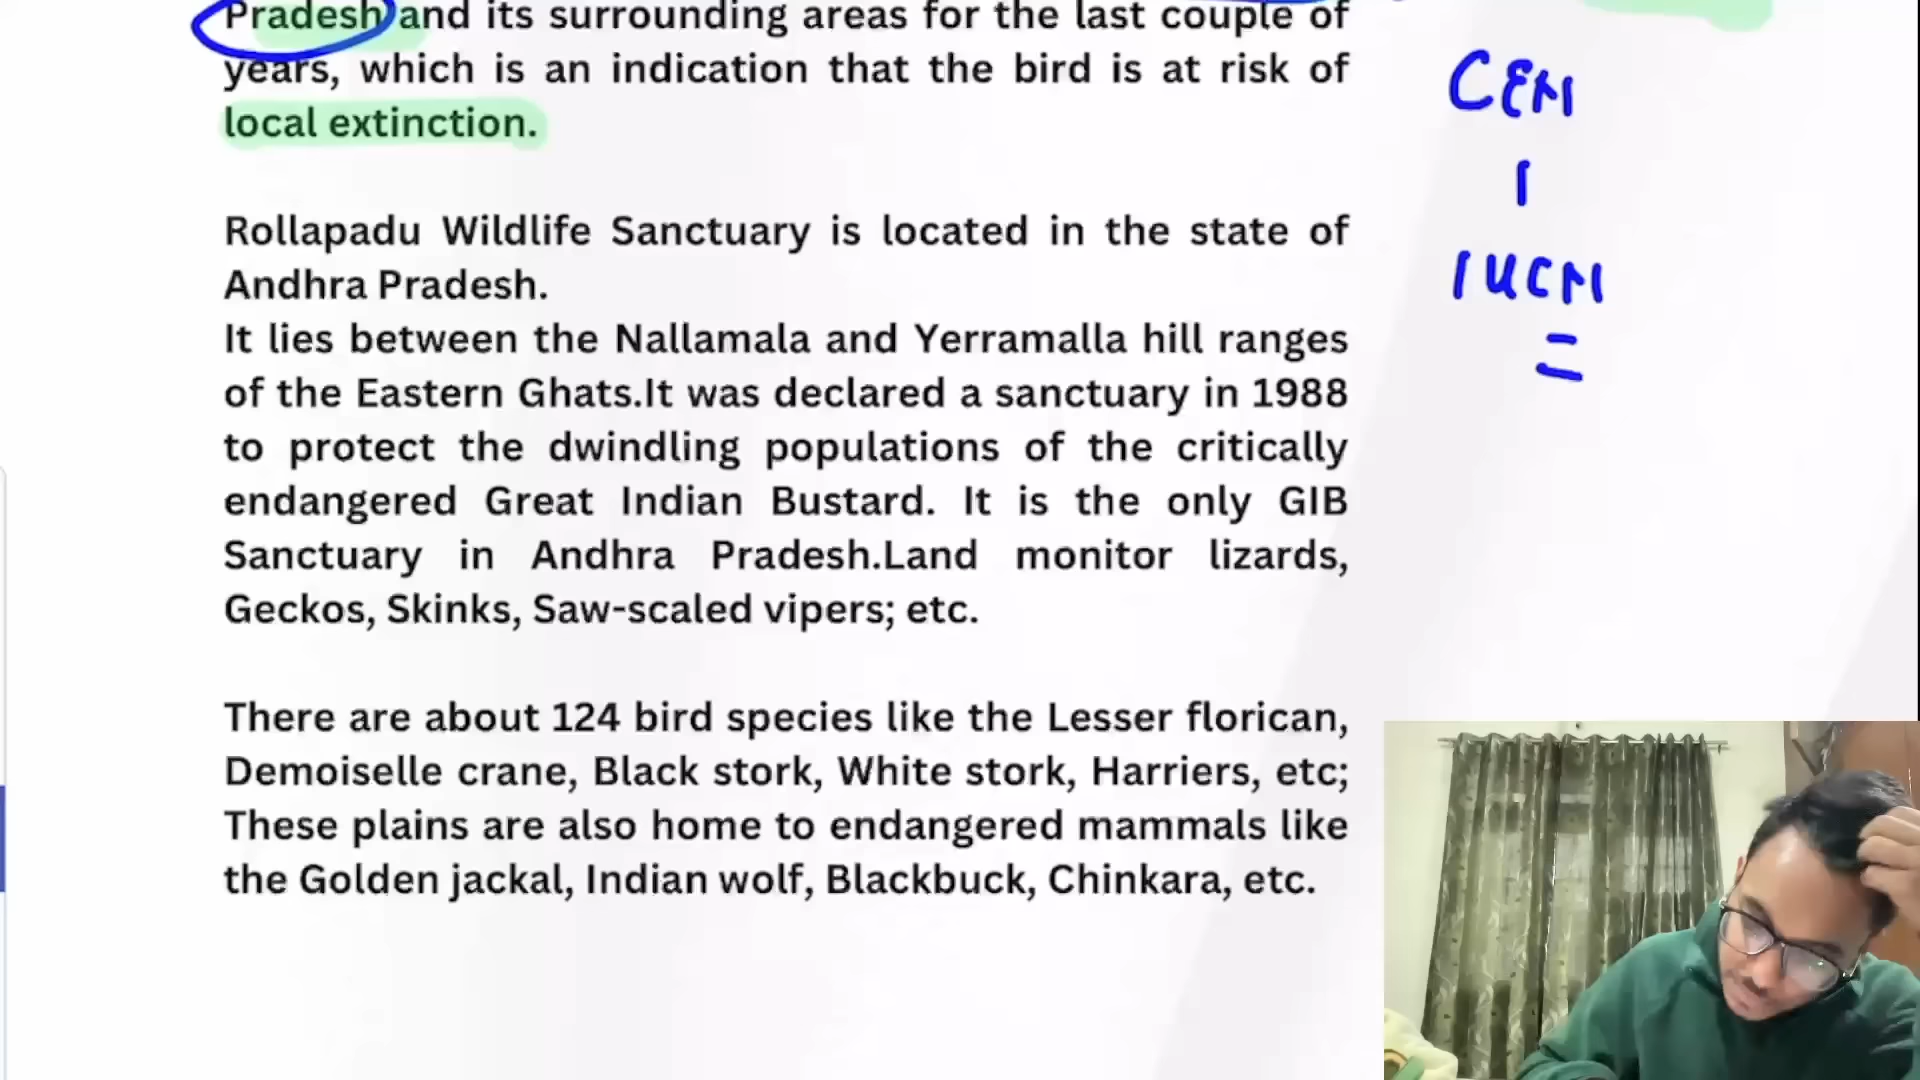 Pradesh and its surrounding areas for the last couple of
years, which is an indication that the bird is at risk of
local extinction.
Rollapadu Wildlife Sanctuary is located in the state of
Andhra Pradesh.
It lies between the Nallamala and Yerramalla hill ranges
of the Eastern Ghats.It was declared a sanctuary in 1988
to protect the dwindling populations of the critically
endangered Great Indian Bustard. It is the only GIB
Sanctuary in Andhra Pradesh.Land monitor lizards,
Geckos, Skinks, Saw-scaled vipers; etc.
There are about 124 bird species like the Lesser florican,
Demoiselle crane, Black stork, White stork, Harriers, etc;
These plains are also home to endangered mammals like
the Golden jackal, Indian wolf, Blackbuck, Chinkara, etc.
CEN
IUCN